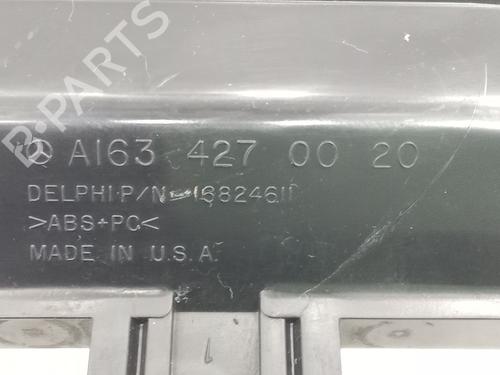 A163 427 00 20
DELPHI P/N-16824611
>ABS+PC<
MADE IN U.S.A.
B-PARTS